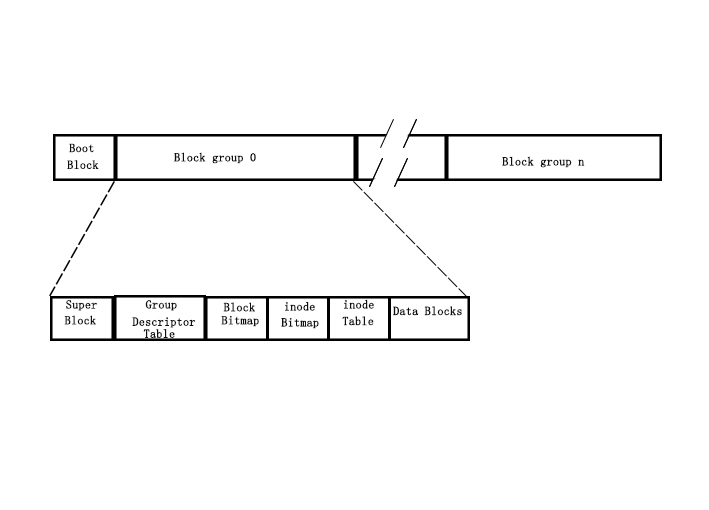 Boot
Block
Block group 0
Block group n
Super
Block
Group
Descriptor
Table
Block
Bitmap
inode
Bitmap
inode
Table
Data Blocks